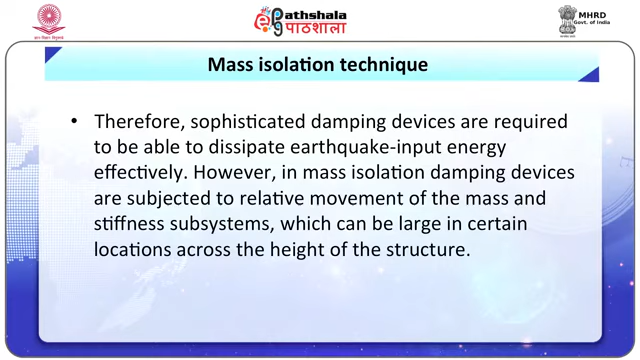 Pathshala
पाठशाला
MHRD
Govt. of India
Mass isolation technique
• Therefore, sophisticated damping devices are required
to be able to dissipate earthquake-input energy
effectively. However, in mass isolation damping devices
are subjected to relative movement of the mass and
stiffness subsystems, which can be large in certain
locations across the height of the structure.